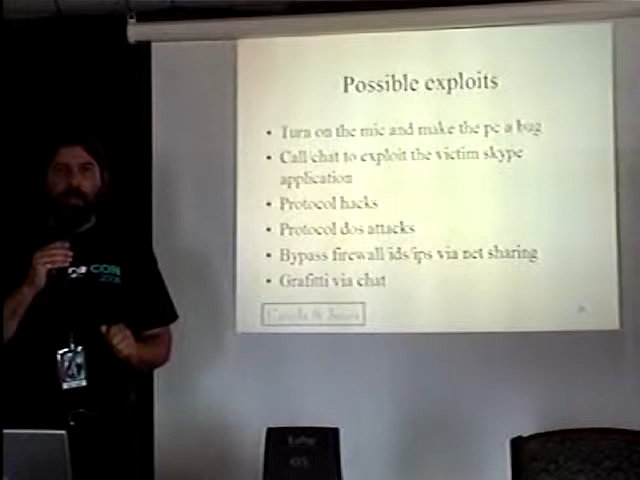 Possible exploits
• Turn on the mic and make the pc a bug
• Call/chat to exploit the victim skype
application
• Protocol hacks
• Protocol dos attacks
• Bypass firewall/ids/ips via net sharing
• Grafitti via chat
CON